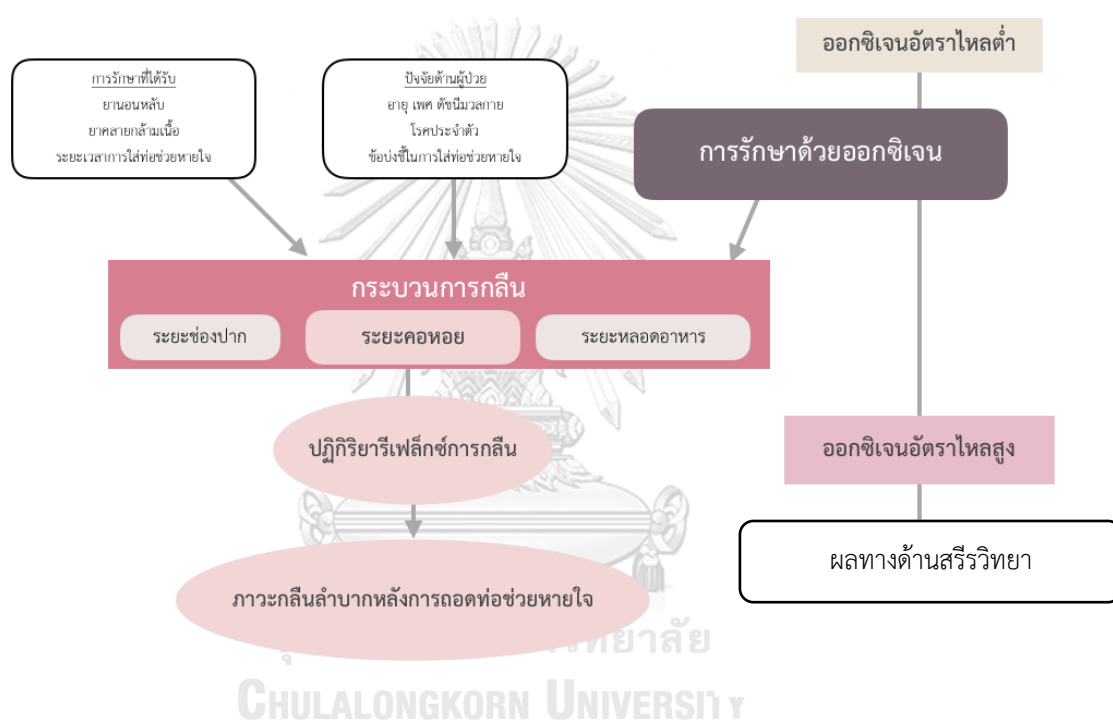 ออกซิเจนอัตราไหลต่ำ
การรักษาที่ได้รับ
ยานอนหลับ
ยาคลายกล้ามเนื้อ
ระยะเวลาการใส่ท่อช่วยหายใจ
ปัจจัยด้านผู้ป่วย
อายุ เพศ ดัชนีมวลกาย
โรคประจำตัว
ข้อบ่งชี้ในการใส่ท่อช่วยหายใจ
การรักษาด้วยออกซิเจน
กระบวนการกลืน
ระยะช่องปาก
ระยะคอหอย
ระยะหลอดอาหาร
ปฏิกิริยารีเฟล็กซ์การกลืน
ออกซิเจนอัตราไหลสูง
ผลทางด้านสรีรวิทยา
ภาวะกลืนลำบากหลังการถอดท่อช่วยหายใจ
CHULALONGKORN UNIVERSITY